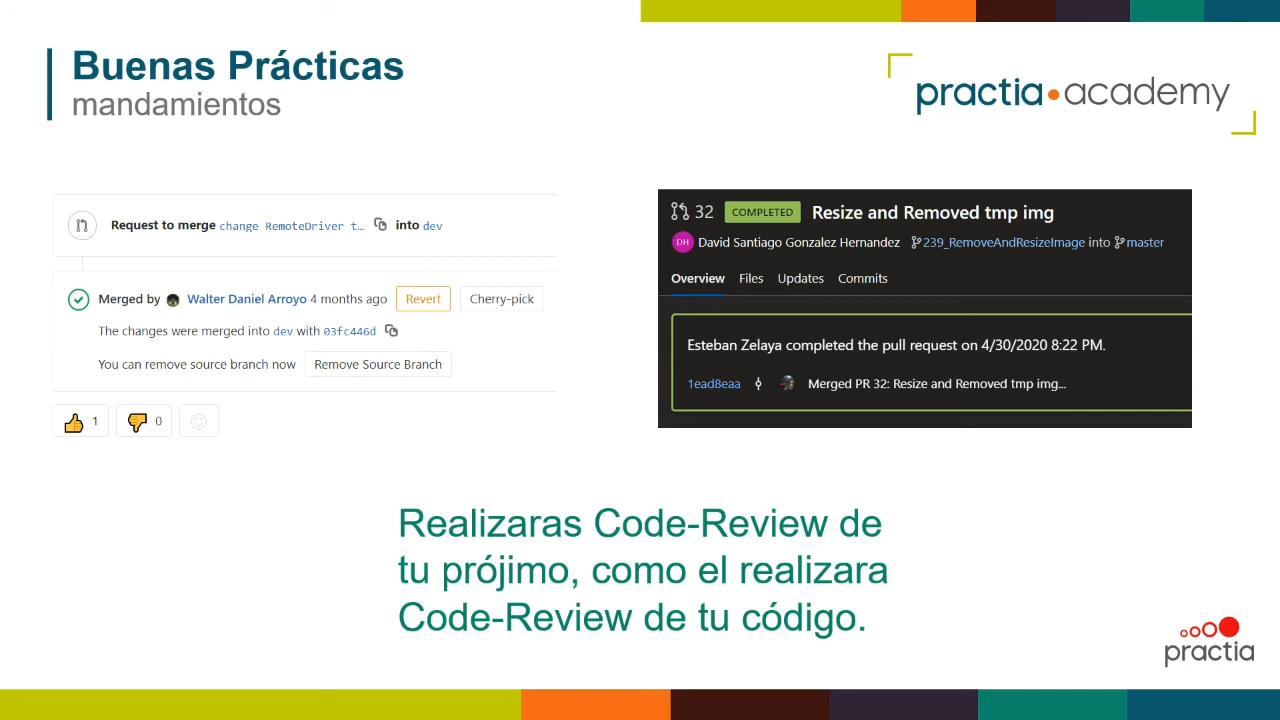 Buenas Prácticas
mandamientos
practia academy
Request to merge change RemoteDriver t… into dev
Merged by Walter Daniel Arroyo 4 months ago Revert Cherry-pick
The changes were merged into dev with 03fc446d
You can remove source branch now Remove Source Branch
1 0
32 COMPLETED Resize and Removed tmp img
DH David Santiago Gonzalez Hernandez 239_RemoveAndResizeImage into master
Overview Files Updates Commits
Esteban Zelaya completed the pull request on 4/30/2020 8:22 PM.
1ead8eaa Merged PR 32: Resize and Removed tmp img...
Realizaras Code-Review de
tu prójimo, como el realizara
Code-Review de tu código.
practia